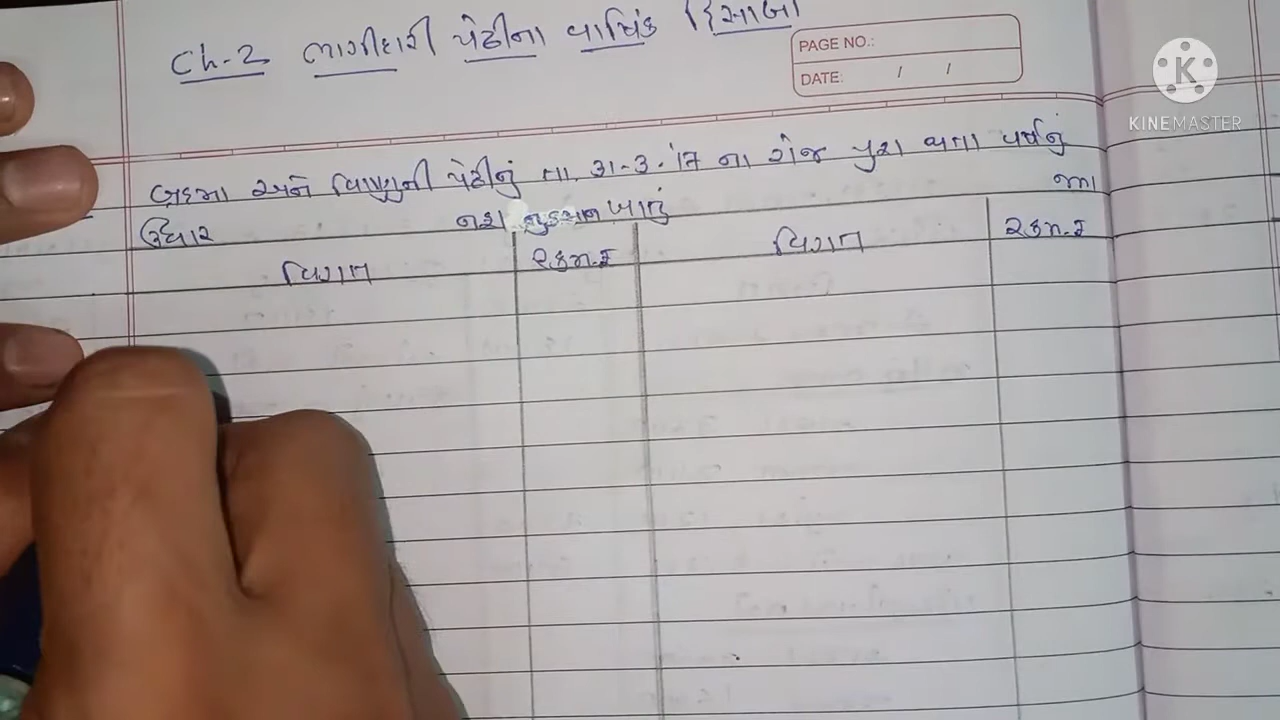 Ch-2 ભાગીદારી પેઢીના વાર્ષિક હિસાબો
PAGE NO.:
DATE: / /
KINEMASTER
બ્રહ્મા અને વિષ્ણુની પેઢીનું તા. 31-3-'17 ના રોજ પુરા થતા વર્ષનું
ઉધાર નફા નુકસાન ખાતું જમા
વિગત રકમ-₹ વિગત રકમ-₹